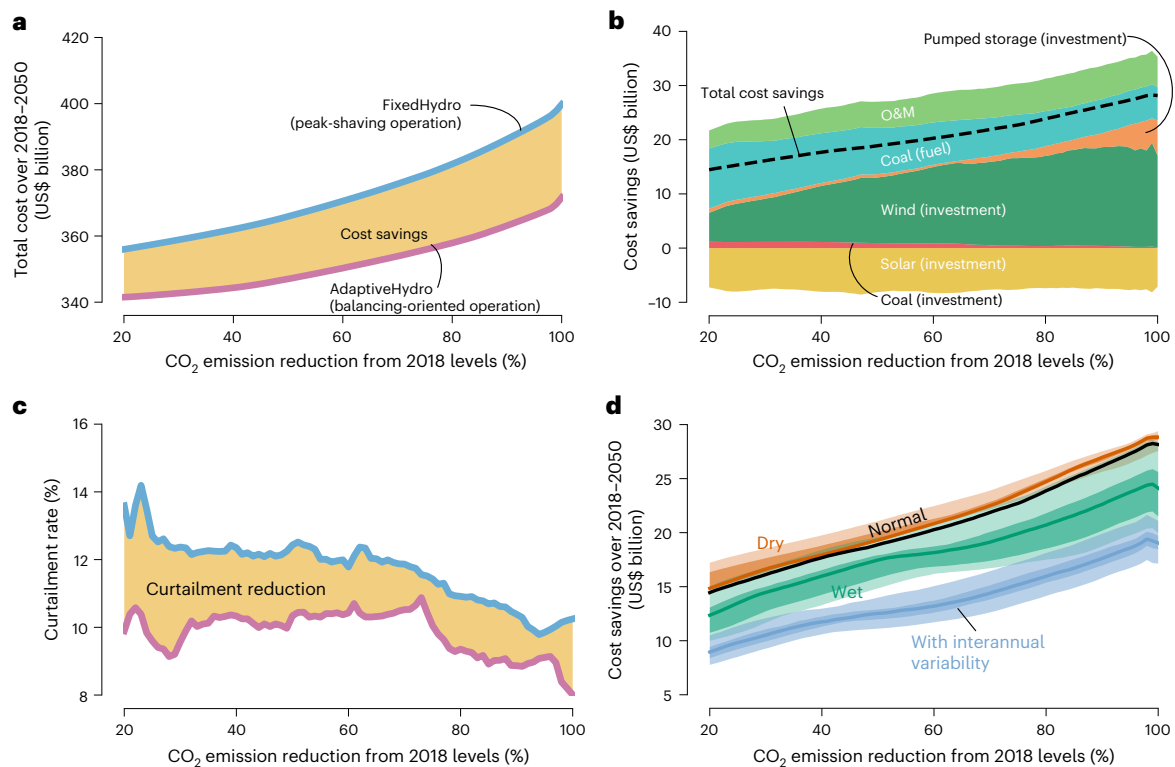 a
Total cost over 2018–2050
(US$ billion)
420
400
380
360
340
FixedHydro
(peak-shaving operation)
Cost savings
AdaptiveHydro
(balancing-oriented operation)
20 40 60 80 100
CO2 emission reduction from 2018 levels (%)
b
Cost savings (US$ billion)
40
30
20
10
0
–10
Pumped storage (investment)
Total cost savings
O&M
Coal (fuel)
Wind (investment)
Solar (investment)
Coal (investment)
20 40 60 80 100
CO2 emission reduction from 2018 levels (%)
c
Curtailment rate (%)
16
14
12
10
8
Curtailment reduction
20 40 60 80 100
CO2 emission reduction from 2018 levels (%)
d
Cost savings over 2018–2050
(US$ billion)
30
25
20
15
10
5
Dry
Normal
Wet
With interannual
variability
20 40 60 80 100
CO2 emission reduction from 2018 levels (%)